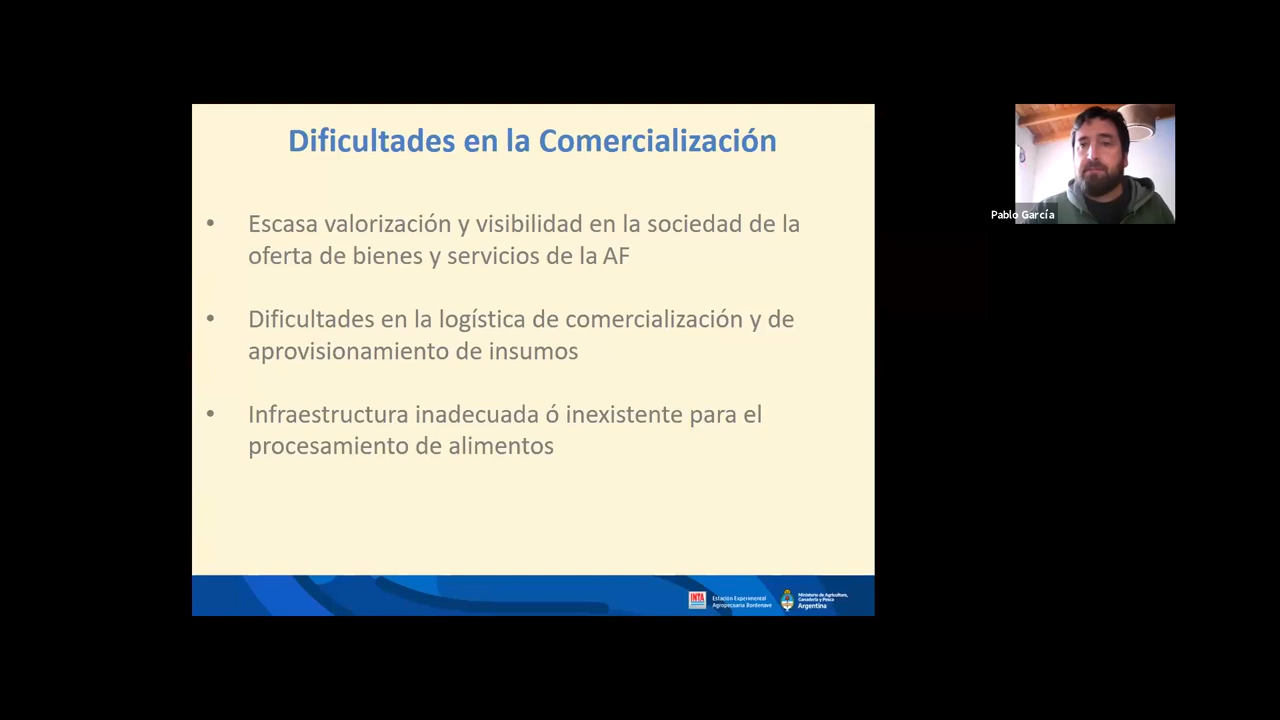 Dificultades en la Comercialización
• Escasa valorización y visibilidad en la sociedad de la
oferta de bienes y servicios de la AF
• Dificultades en la logística de comercialización y de
aprovisionamiento de insumos
• Infraestructura inadecuada ó inexistente para el
procesamiento de alimentos
INTA
Estación Experimental
Agropecuaria Bordenave
Ministerio de Agricultura,
Ganadería y Pesca
Argentina
Pablo García